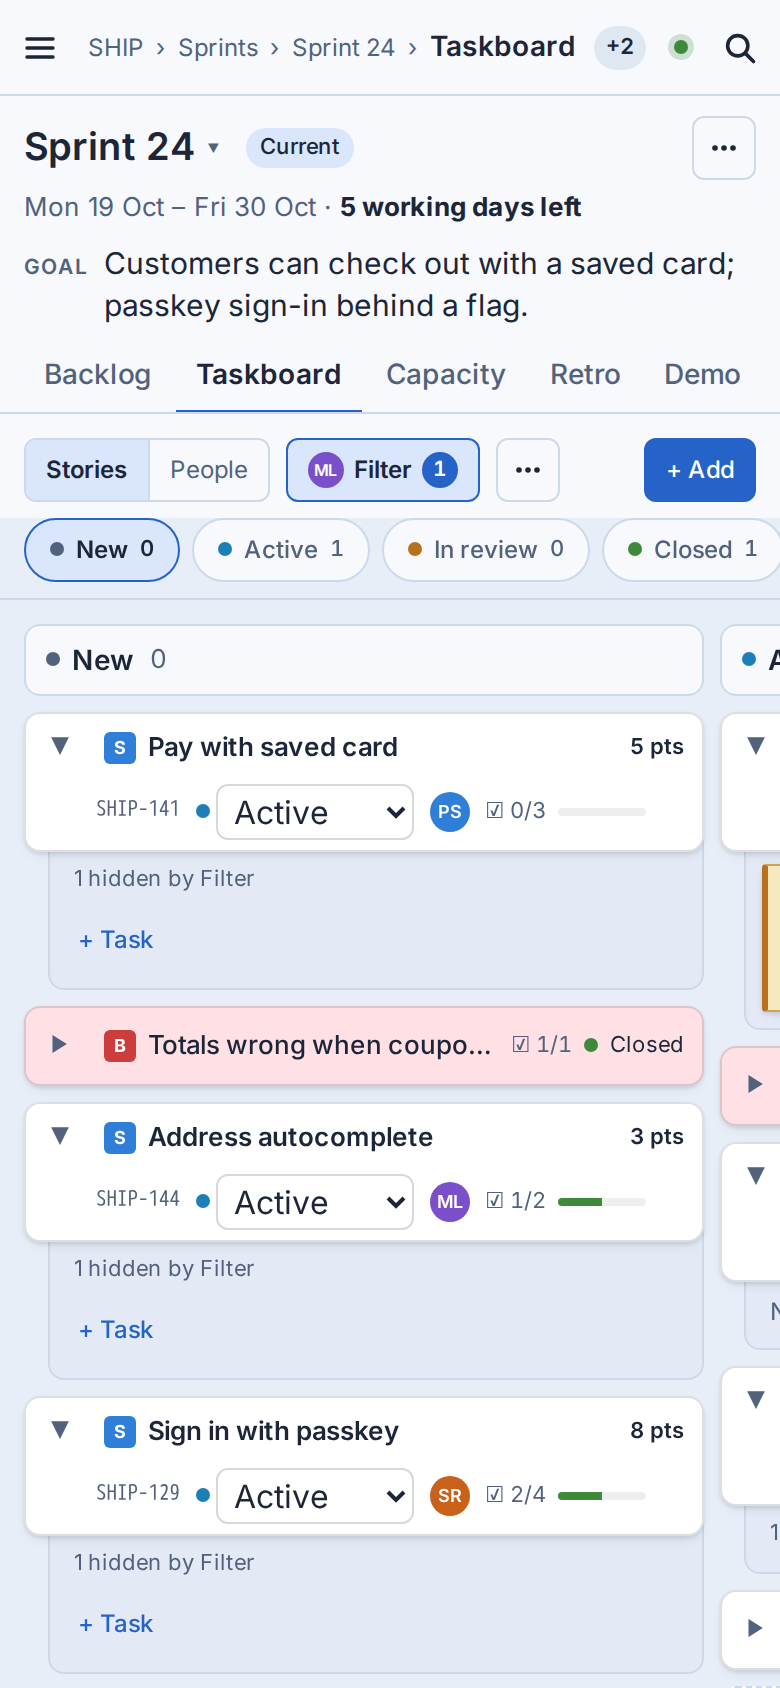 SHIP › Sprints › Sprint 24 › Taskboard +2
Sprint 24 ▾ Current •••
Mon 19 Oct – Fri 30 Oct · 5 working days left
GOAL Customers can check out with a saved card;
passkey sign-in behind a flag.
Backlog Taskboard Capacity Retro Demo
Stories People ML Filter 1 ••• + Add
New 0 Active 1 In review 0 Closed 1
New 0
S Pay with saved card 5 pts
SHIP-141 Active PS ☑ 0/3
1 hidden by Filter
+ Task
B Totals wrong when coupo... ☑ 1/1 Closed
S Address autocomplete 3 pts
SHIP-144 Active ML ☑ 1/2
1 hidden by Filter
+ Task
S Sign in with passkey 8 pts
SHIP-129 Active SR ☑ 2/4
1 hidden by Filter
+ Task